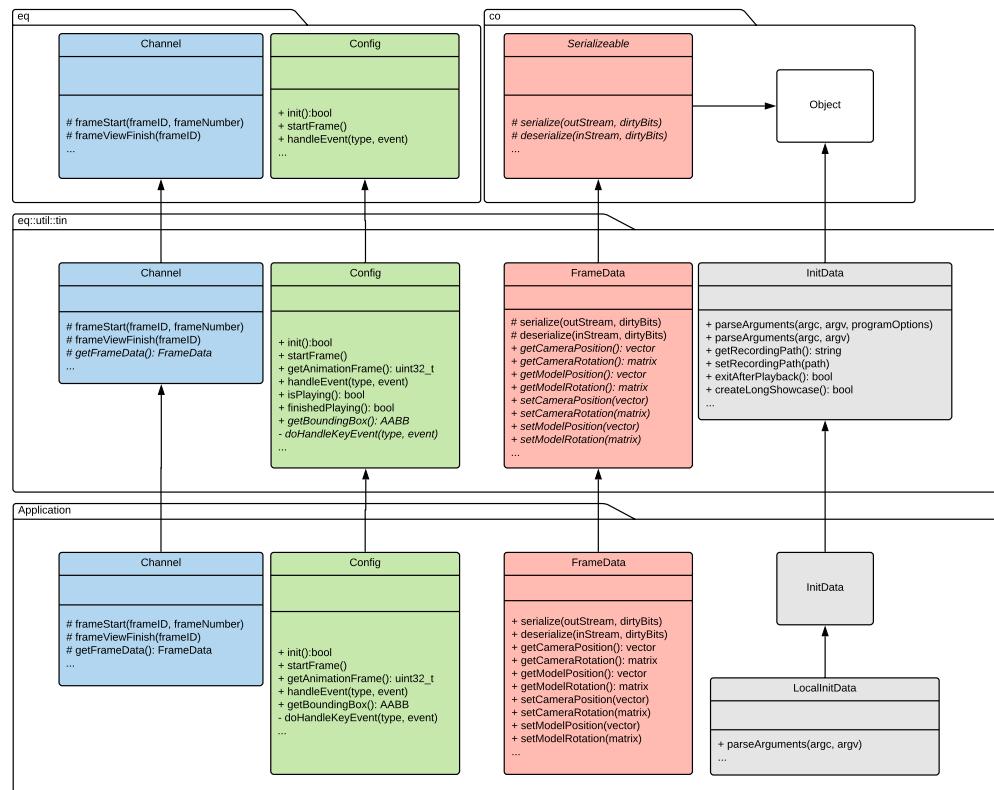 eq
Channel
# frameStart(frameID, frameNumber)
# frameViewFinish(frameID)
...
Config
+ init():bool
+ startFrame()
+ handleEvent(type, event)
...
co
Serializeable
# serialize(outStream, dirtyBits)
# deserialize(inStream, dirtyBits)
...
Object
eq::util::tin
Channel
# frameStart(frameID, frameNumber)
# frameViewFinish(frameID)
# getFrameData(): FrameData
...
Config
+ init():bool
+ startFrame()
+ getAnimationFrame(): uint32_t
+ handleEvent(type, event)
+ isPlaying(): bool
+ finishedPlaying(): bool
+ getBoundingBox(): AABB
- doHandleKeyEvent(type, event)
...
FrameData
# serialize(outStream, dirtyBits)
# deserialize(inStream, dirtyBits)
+ getCameraPosition(): vector
+ getCameraRotation(): matrix
+ getModelPosition(): vector
+ getModelRotation(): matrix
+ setCameraPosition(vector)
+ setCameraRotation(matrix)
+ setModelPosition(vector)
+ setModelRotation(matrix)
...
InitData
+ parseArguments(argc, argv, programOptions)
+ parseArguments(argc, argv)
+ getRecordingPath(): string
+ setRecordingPath(path)
+ exitAfterPlayback(): bool
+ createLongShowcase(): bool
...
Application
Channel
# frameStart(frameID, frameNumber)
# frameViewFinish(frameID)
# getFrameData(): FrameData
...
Config
+ init():bool
+ startFrame()
+ getAnimationFrame(): uint32_t
+ handleEvent(type, event)
+ getBoundingBox(): AABB
- doHandleKeyEvent(type, event)
...
FrameData
+ serialize(outStream, dirtyBits)
+ deserialize(inStream, dirtyBits)
+ getCameraPosition(): vector
+ getCameraRotation(): matrix
+ getModelPosition(): vector
+ getModelRotation(): matrix
+ setCameraPosition(vector)
+ setCameraRotation(matrix)
+ setModelPosition(vector)
+ setModelRotation(matrix)
...
InitData
LocalInitData
+ parseArguments(argc, argv)
...